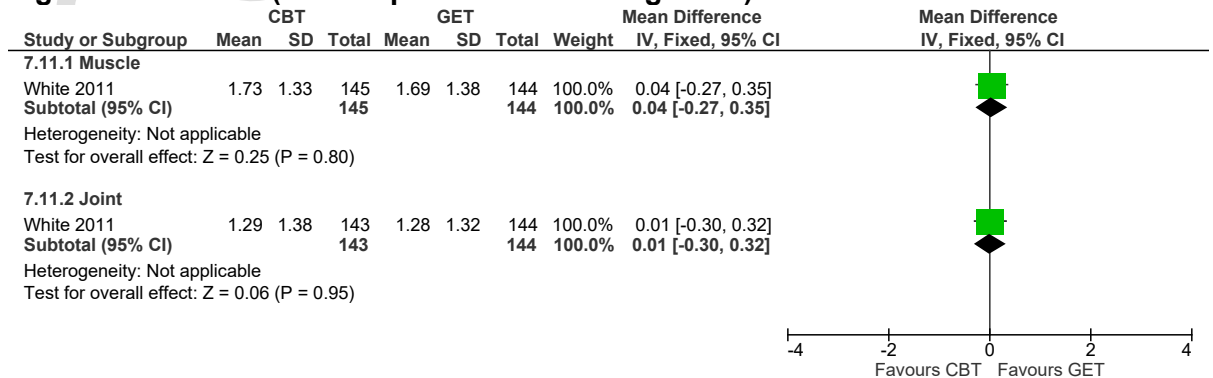 CBT GET Mean Difference Mean Difference
Study or Subgroup Mean SD Total Mean SD Total Weight IV, Fixed, 95% CI IV, Fixed, 95% CI
7.11.1 Muscle
White 2011 1.73 1.33 145 1.69 1.38 144 100.0% 0.04 [-0.27, 0.35]
Subtotal (95% CI) 145 144 100.0% 0.04 [-0.27, 0.35]
Heterogeneity: Not applicable
Test for overall effect: Z = 0.25 (P = 0.80)
7.11.2 Joint
White 2011 1.29 1.38 143 1.28 1.32 144 100.0% 0.01 [-0.30, 0.32]
Subtotal (95% CI) 143 144 100.0% 0.01 [-0.30, 0.32]
Heterogeneity: Not applicable
Test for overall effect: Z = 0.06 (P = 0.95)
-4 -2 0 2 4
Favours CBT Favours GET